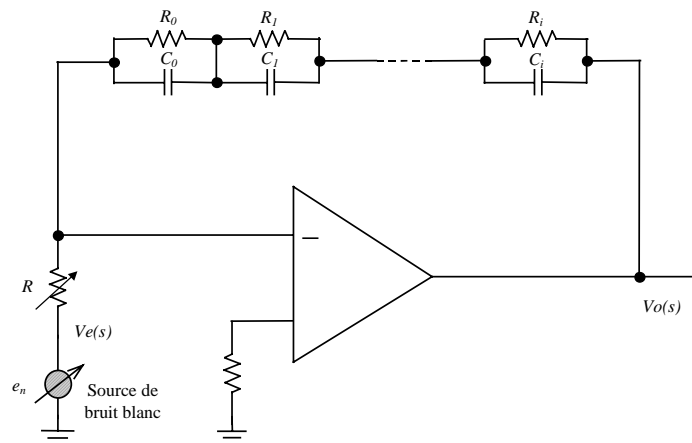 R0 R1 Ri
C0 C1 Ci
−
R
Ve(s)
Vo(s)
en
Source de
bruit blanc